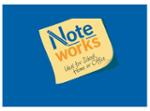 Note
works
Ideal for School,
Home or Office